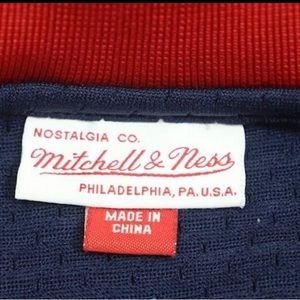 NOSTALGIA CO.
Mitchell & Ness
PHILADELPHIA, PA. U.S.A.
MADE IN
CHINA